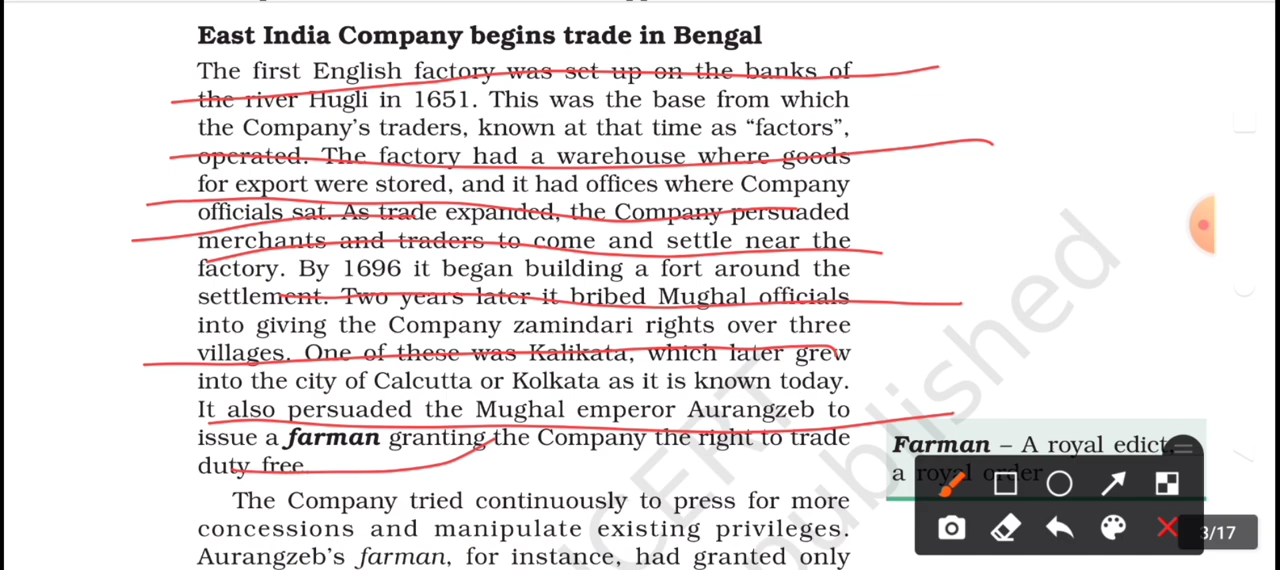 East India Company begins trade in Bengal
The first English factory was set up on the banks of
the river Hugli in 1651. This was the base from which
the Company's traders, known at that time as “factors”,
operated. The factory had a warehouse where goods
for export were stored, and it had offices where Company
officials sat. As trade expanded, the Company persuaded
merchants and traders to come and settle near the
factory. By 1696 it began building a fort around the
settlement. Two years later it bribed Mughal officials
into giving the Company zamindari rights over three
villages. One of these was Kalikata, which later grew
into the city of Calcutta or Kolkata as it is known today.
It also persuaded the Mughal emperor Aurangzeb to
issue a farman granting the Company the right to trade
duty free.
The Company tried continuously to press for more
concessions and manipulate existing privileges.
Aurangzeb's farman, for instance, had granted only
Farman – A royal edict,
a royal order
3/17
NCERT
published